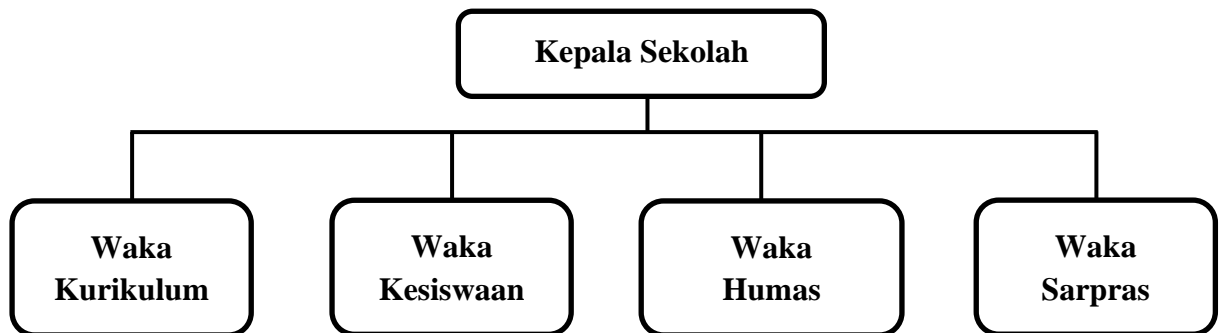 Kepala Sekolah
Waka
Kurikulum
Waka
Kesiswaan
Waka
Humas
Waka
Sarpras